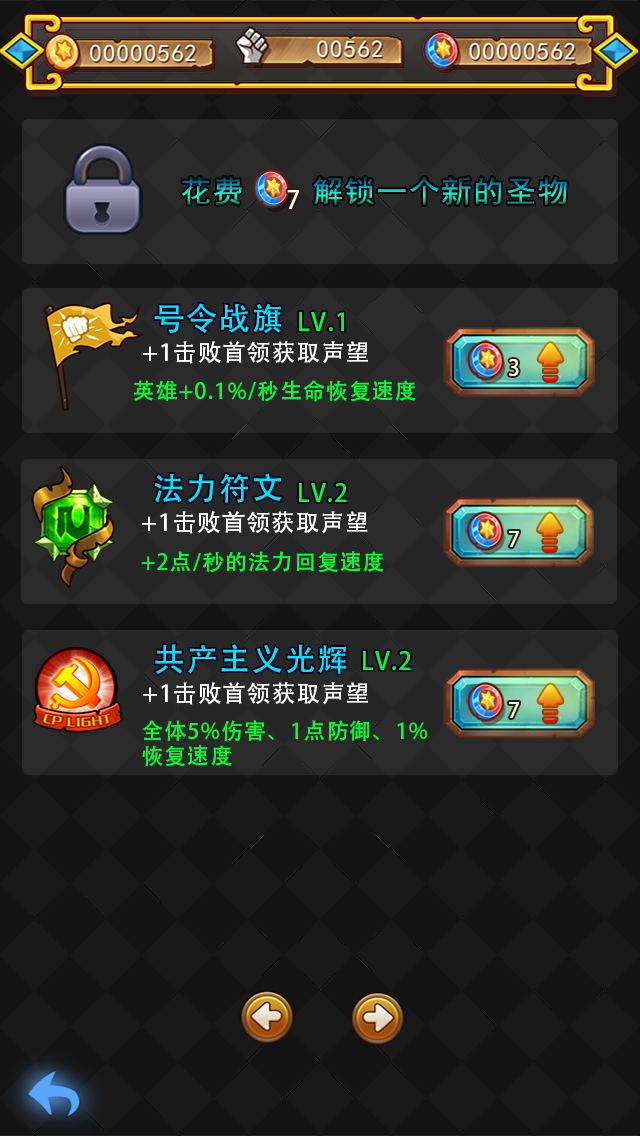 00000562
00562
00000562
花费 7 解锁一个新的圣物
号令战旗 LV.1
+1击败首领获取声望
英雄+0.1%/秒生命恢复速度
3
法力符文 LV.2
+1击败首领获取声望
+2点/秒的法力回复速度
7
共产主义光辉 LV.2
+1击败首领获取声望
全体5%伤害、1点防御、1%
恢复速度
7
CP LIGHT